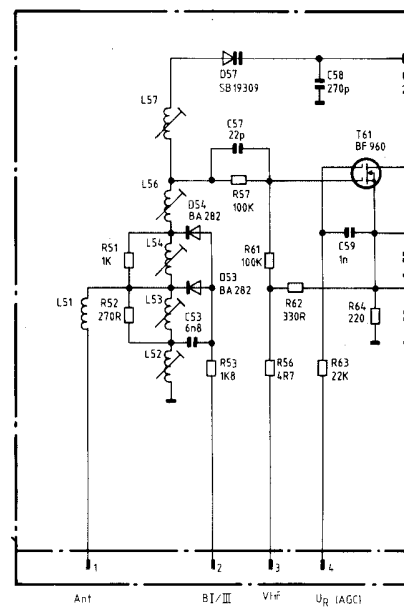 D57
SB19309
C58
270p
L57
C57
22p
T61
BF 960
L56
R57
100K
D54
BA 282
R51
1K
L54
R61
100K
C59
1n
D53
BA 282
L51
R52
270R
L53
C53
6n8
R62
330R
R64
220
L52
R53
1K8
R56
4R7
R63
22K
1
2
3
4
Ant
BI/III
VHF
UR (AGC)